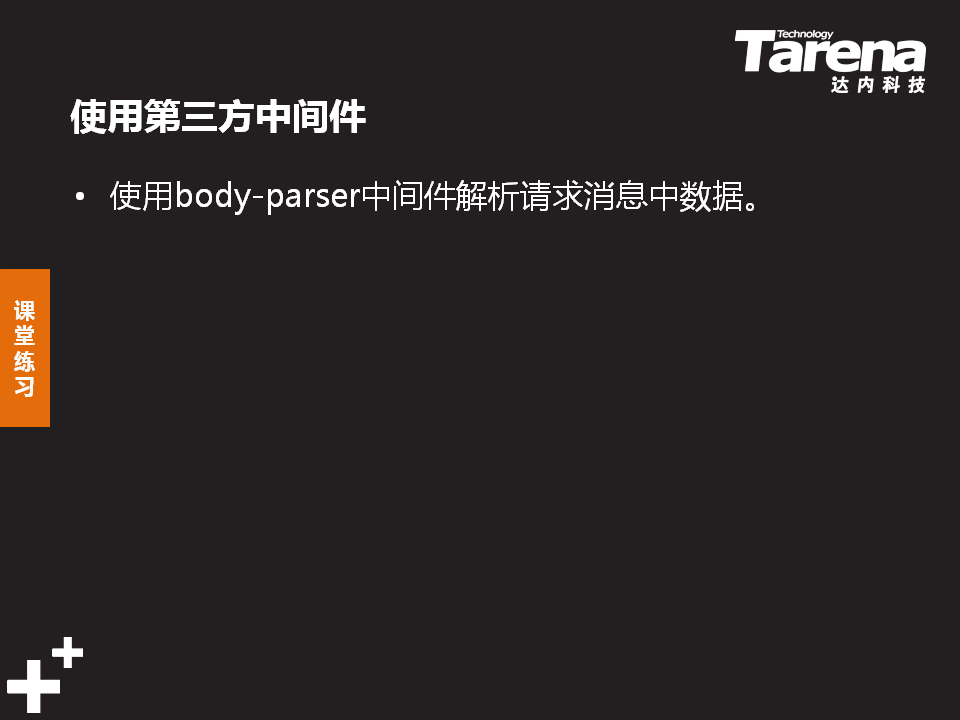 Technology
Tarena
达内科技
使用第三方中间件
• 使用body-parser中间件解析请求消息中数据。
课
堂
练
习